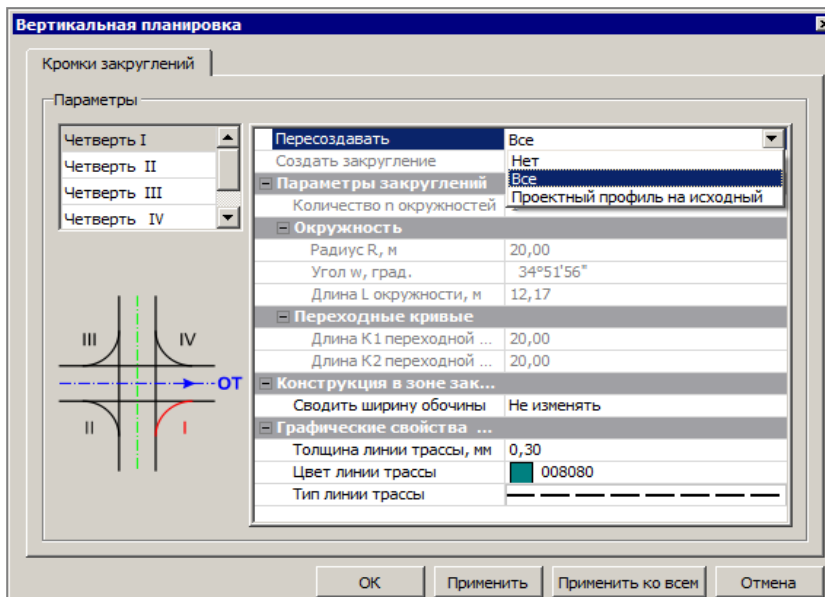 Вертикальная планировка
Кромки закруглений
Параметры
Четверть I
Четверть II
Четверть III
Четверть IV
III
IV
ОТ
II
I
Пересоздавать Все
Нет
Все
Проектный профиль на исходный
Создать закругление
Параметры закруглений
Количество n окружностей
Окружность
Радиус R, м 20,00
Угол w, град. 34°51'56"
Длина L окружности, м 12,17
Переходные кривые
Длина K1 переходной ... 20,00
Длина K2 переходной ... 20,00
Конструкция в зоне зак...
Сводить ширину обочины Не изменять
Графические свойства ...
Толщина линии трассы, мм 0,30
Цвет линии трассы 008080
Тип линии трассы
ОК Применить Применить ко всем Отмена